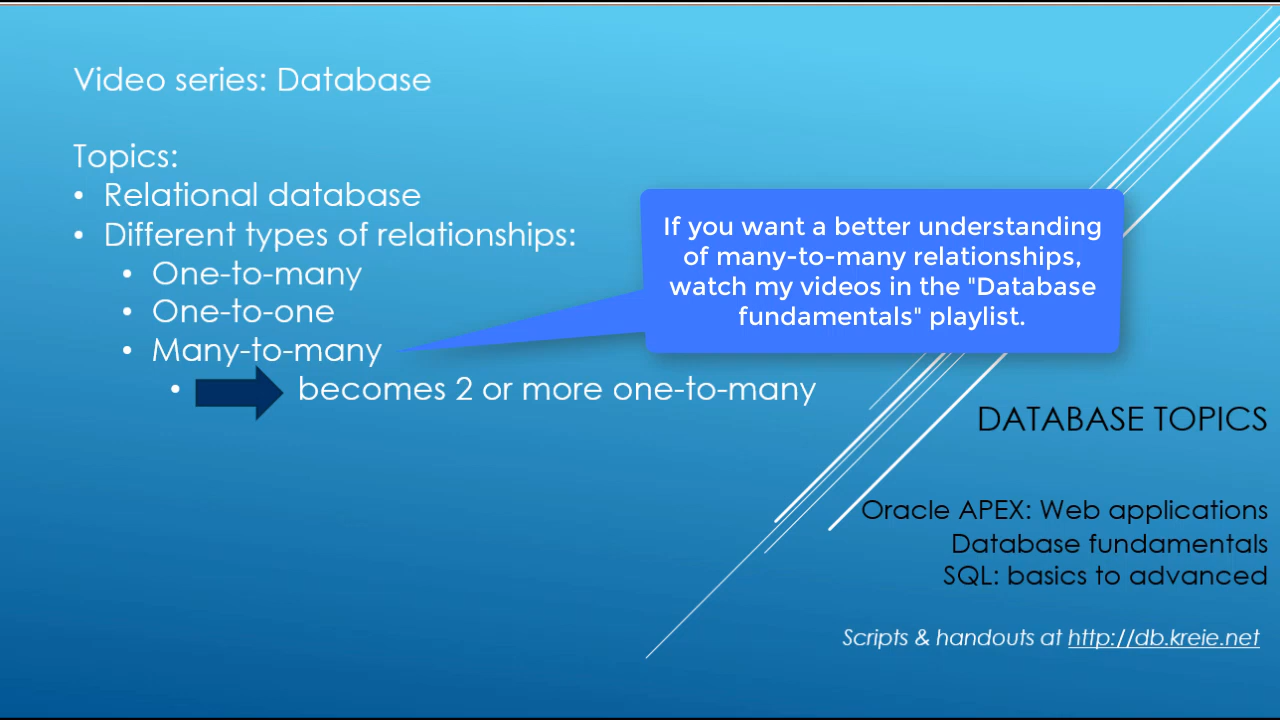 Video series: Database
Topics:
• Relational database
• Different types of relationships:
• One-to-many
• One-to-one
• Many-to-many
• becomes 2 or more one-to-many
If you want a better understanding
of many-to-many relationships,
watch my videos in the "Database
fundamentals" playlist.
DATABASE TOPICS
Oracle APEX: Web applications
Database fundamentals
SQL: basics to advanced
Scripts & handouts at http://db.kreie.net